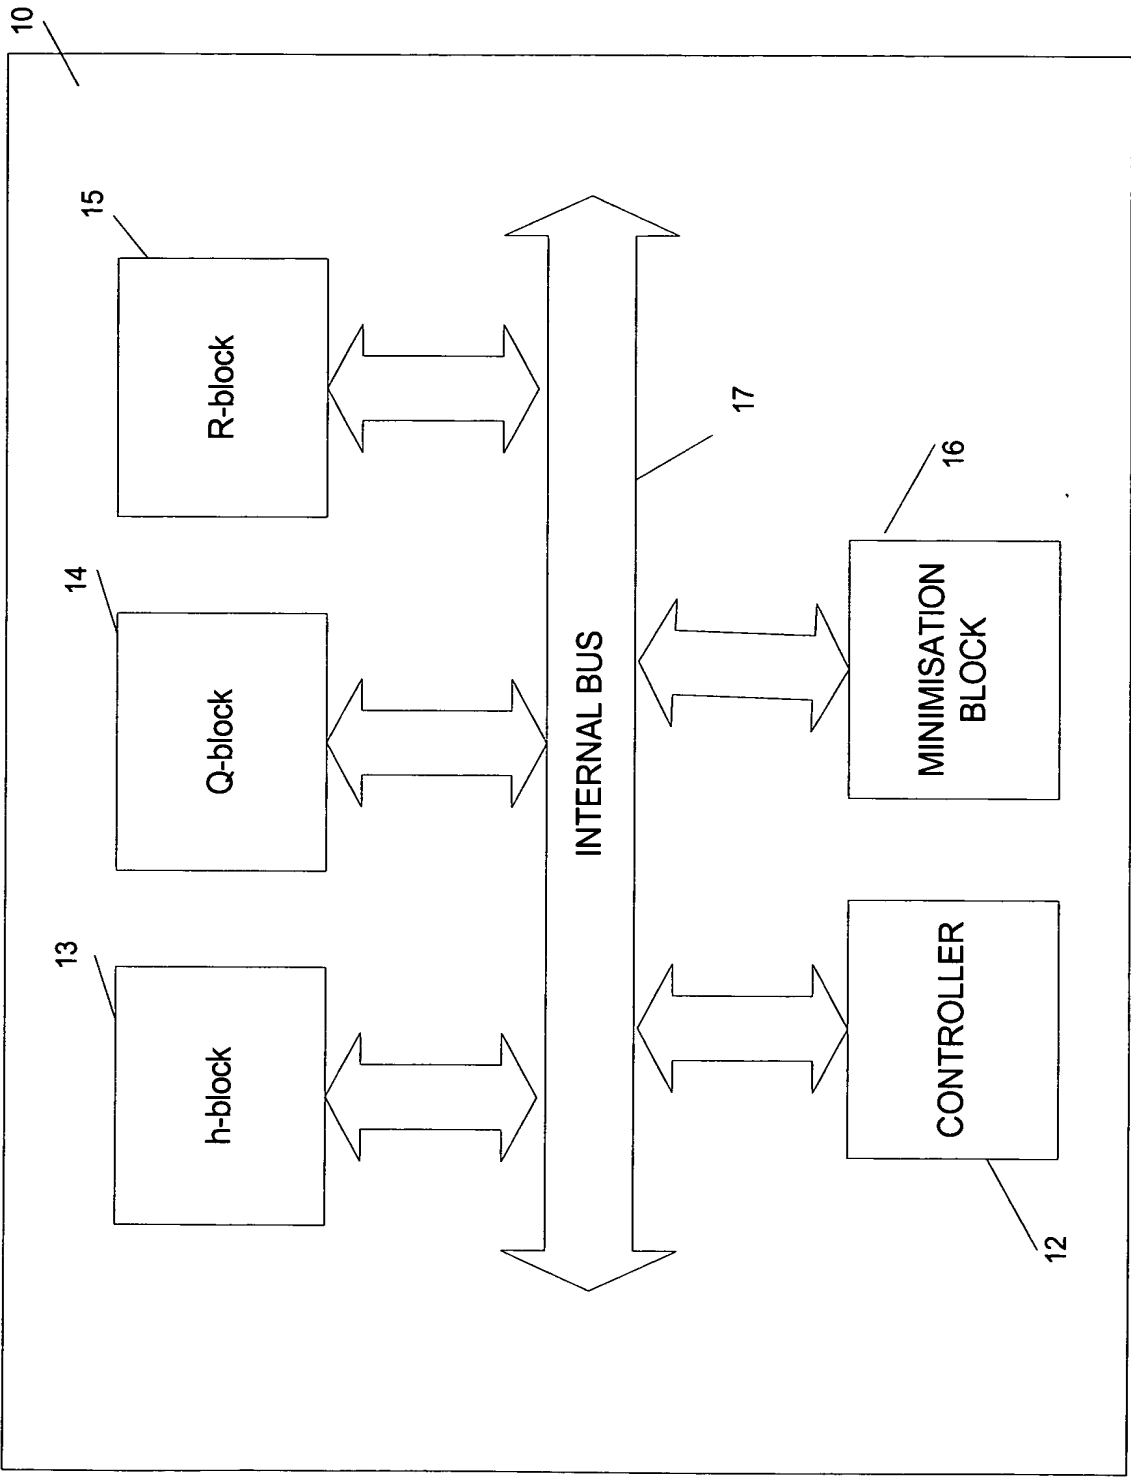 10
13
14
15
h-block
Q-block
R-block
INTERNAL BUS
17
16
CONTROLLER
MINIMISATION
BLOCK
12